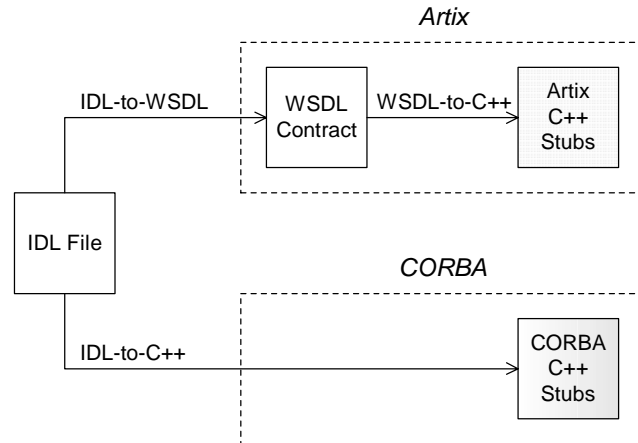 Artix
IDL-to-WSDL
WSDL
Contract
WSDL-to-C++
Artix
C++
Stubs
IDL File
CORBA
IDL-to-C++
CORBA
C++
Stubs